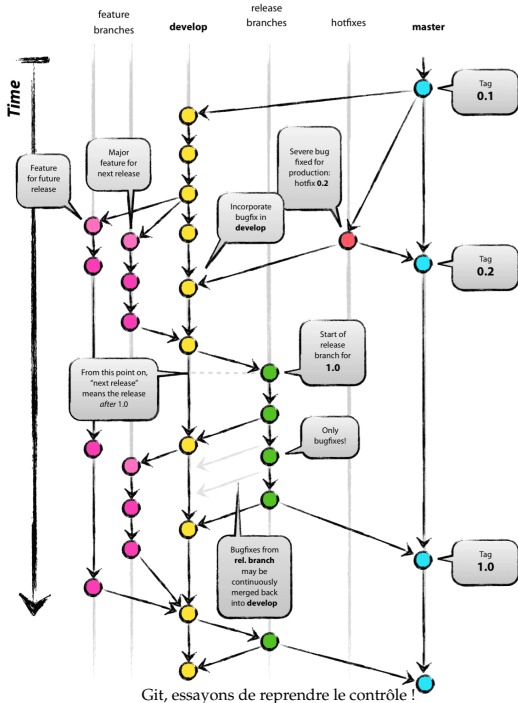 feature
branches
develop
release
branches
hotfixes
master
Time
Tag
0.1
Feature
for future
release
Major
feature for
next release
Severe bug
fixed for
production:
hotfix 0.2
Incorporate
bugfix in
develop
Tag
0.2
Start of
release
branch for
1.0
From this point on,
“next release”
means the release
after 1.0
Only
bugfixes!
Bugfixes from
rel. branch
may be
continuously
merged back
into develop
Tag
1.0
Git, essayons de reprendre le contrôle !